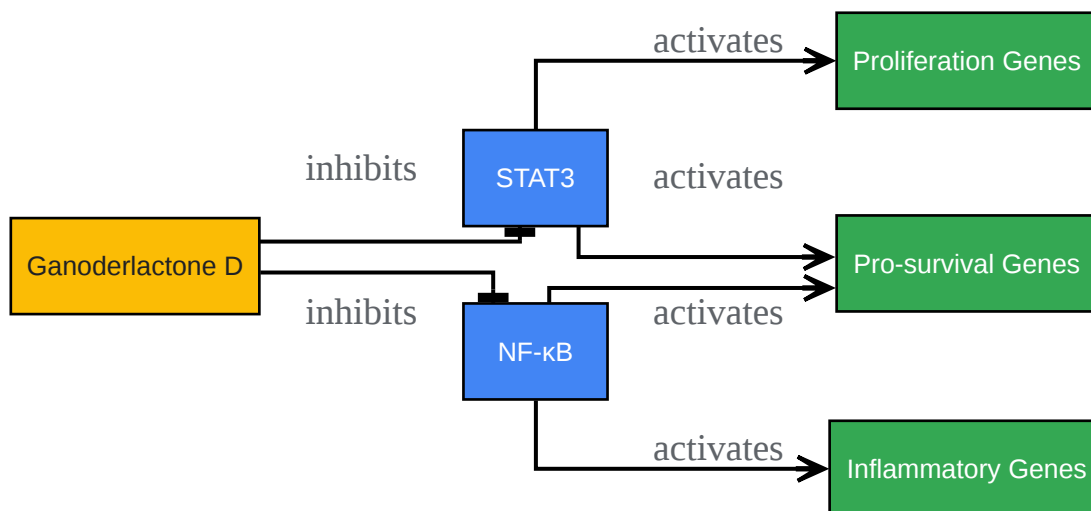 activates
Proliferation Genes
inhibits
STAT3
activates
Ganoderlactone D
Pro-survival Genes
inhibits
activates
NF-κB
activates
Inflammatory Genes